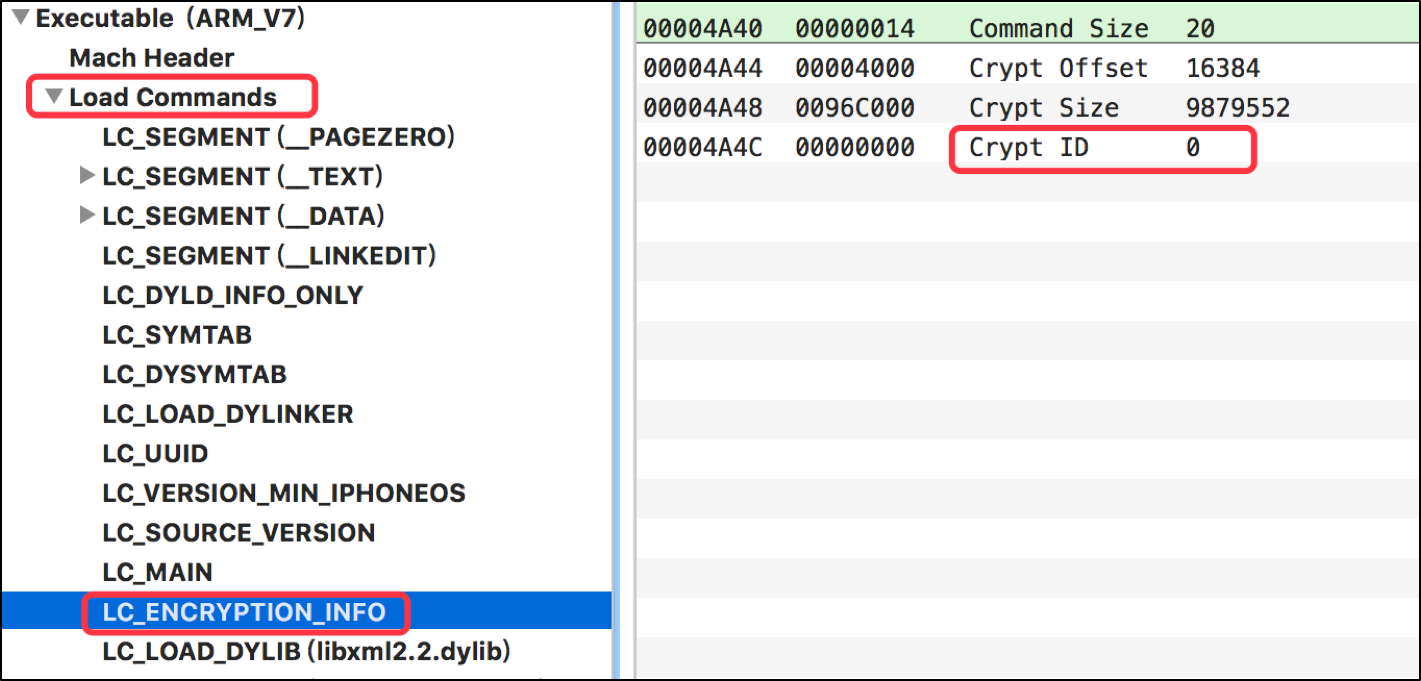 Executable (ARM_V7)
Mach Header
Load Commands
LC_SEGMENT (__PAGEZERO)
LC_SEGMENT (__TEXT)
LC_SEGMENT (__DATA)
LC_SEGMENT (__LINKEDIT)
LC_DYLD_INFO_ONLY
LC_SYMTAB
LC_DYSYMTAB
LC_LOAD_DYLINKER
LC_UUID
LC_VERSION_MIN_IPHONEOS
LC_SOURCE_VERSION
LC_MAIN
LC_ENCRYPTION_INFO
LC_LOAD_DYLIB (libxml2.2.dylib)
00004A40 00000014 Command Size 20
00004A44 00004000 Crypt Offset 16384
00004A48 0096C000 Crypt Size 9879552
00004A4C 00000000 Crypt ID 0